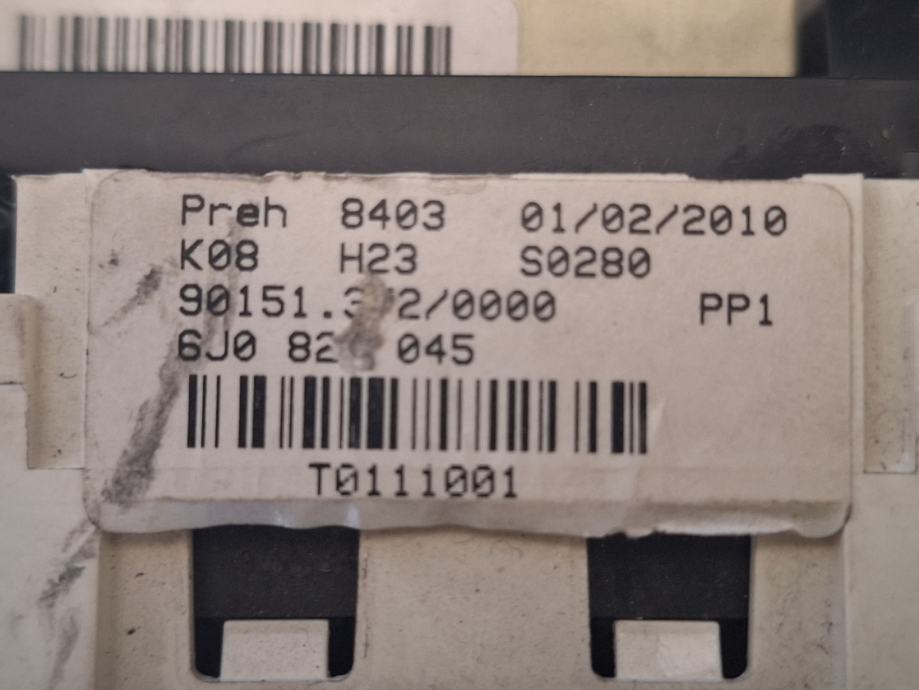 Preh 8403 01/02/2010
K08 H23 S0280
PP1
6J0 045
T0111001